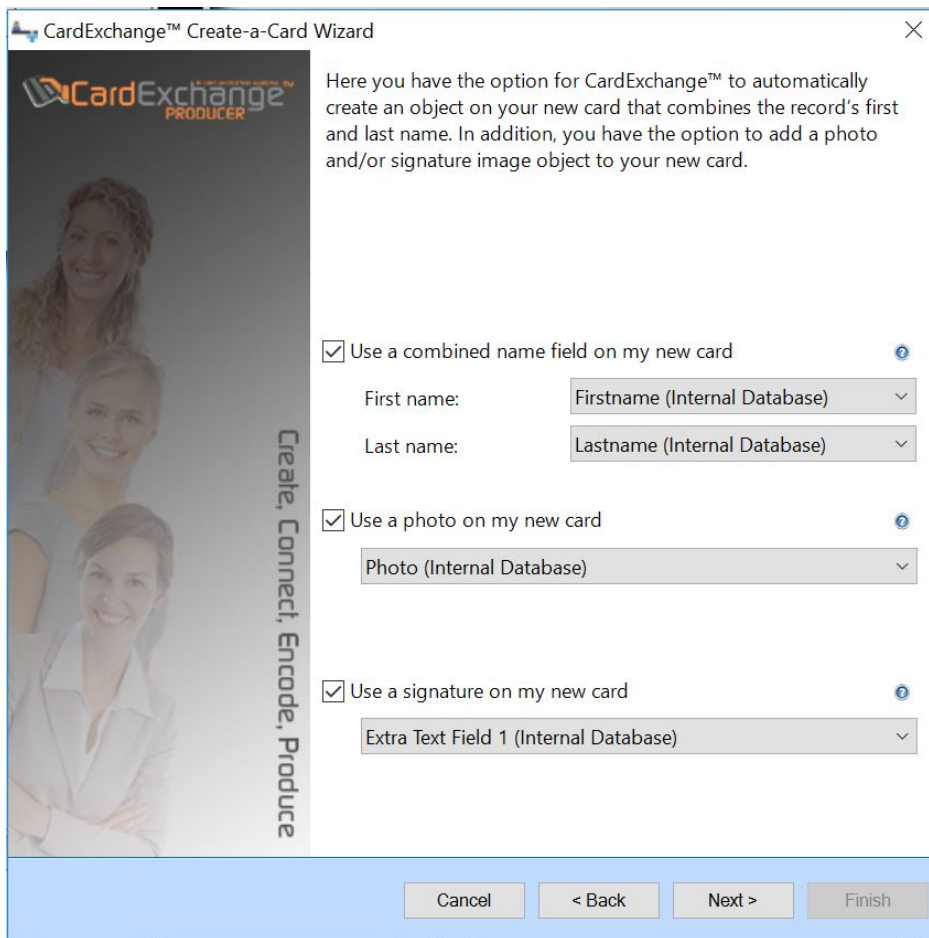 CardExchange™ Create-a-Card Wizard
CardExchange™
PRODUCER
Here you have the option for CardExchange™ to automatically
create an object on your new card that combines the record's first
and last name. In addition, you have the option to add a photo
and/or signature image object to your new card.
Use a combined name field on my new card
First name:
Firstname (Internal Database)
Last name:
Lastname (Internal Database)
Use a photo on my new card
Photo (Internal Database)
Use a signature on my new card
Extra Text Field 1 (Internal Database)
Create, Connect, Encode, Produce
Cancel
< Back
Next >
Finish